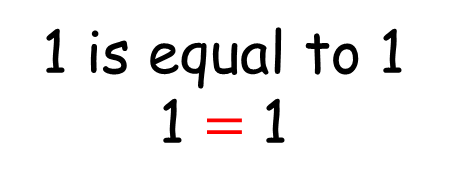 1 is equal to 1
1 = 1